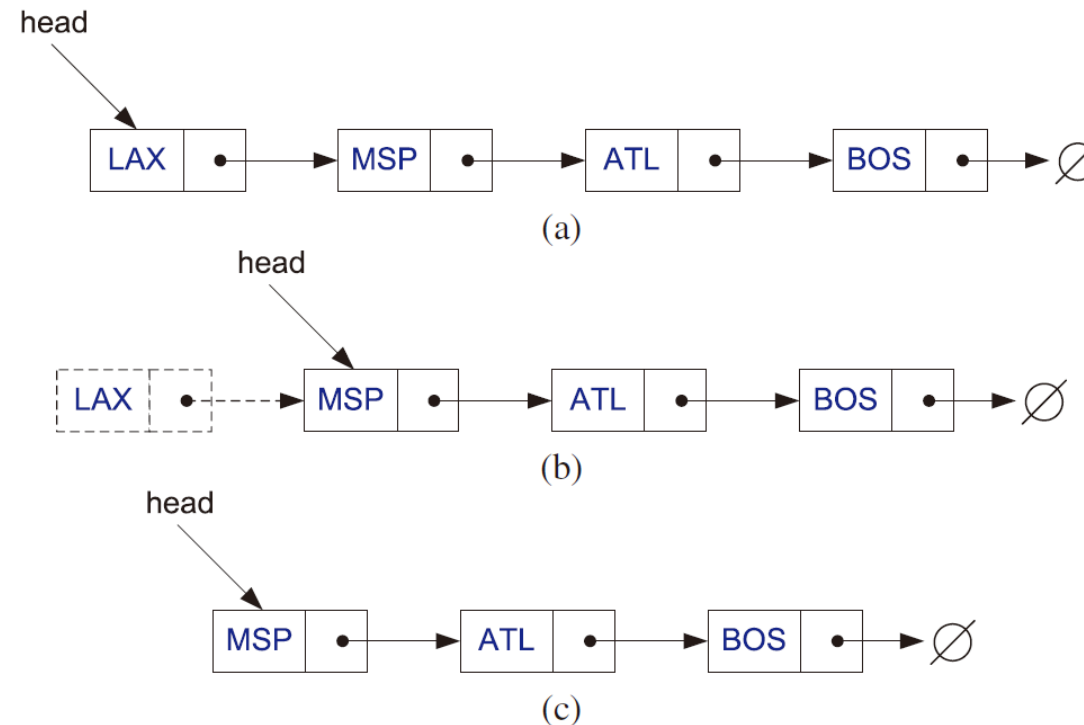 head
LAX MSP ATL BOS ∅
(a)
head
LAX MSP ATL BOS ∅
(b)
head
MSP ATL BOS ∅
(c)